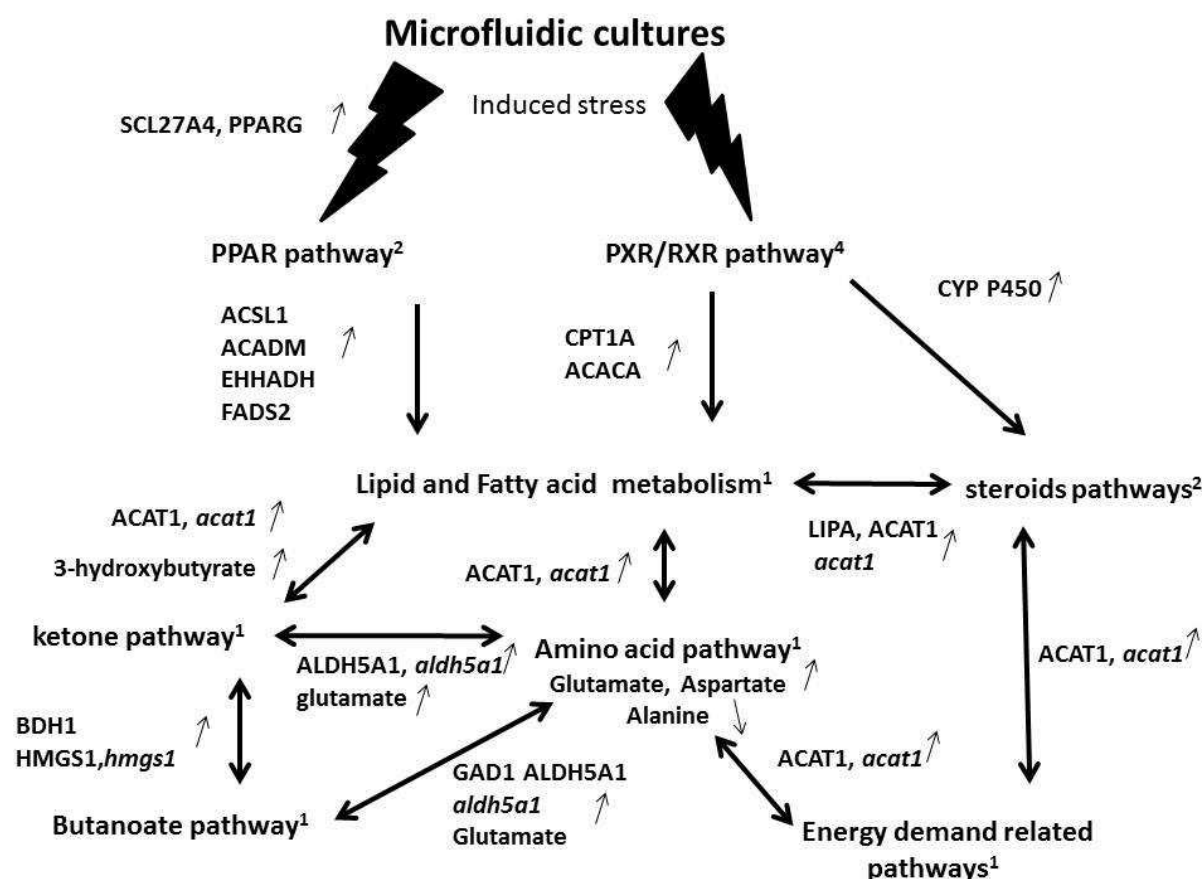 Microfluidic cultures
Induced stress
SCL27A4, PPARG
PPAR pathway²
PXR/RXR pathway⁴
CYP P450
ACSL1
ACADM
EHHADH
FADS2
CPT1A
ACACA
Lipid and Fatty acid metabolism¹
steroids pathways²
ACAT1, acat1
3-hydroxybutyrate
ACAT1, acat1
LIPA, ACAT1
acat1
ketone pathway¹
ALDH5A1, aldh5a1
glutamate
Amino acid pathway¹
Glutamate, Aspartate
Alanine
ACAT1, acat1
BDH1
HMGS1,hmgs1
GAD1 ALDH5A1
aldh5a1
Glutamate
ACAT1, acat1
Butanoate pathway¹
Energy demand related
pathways¹